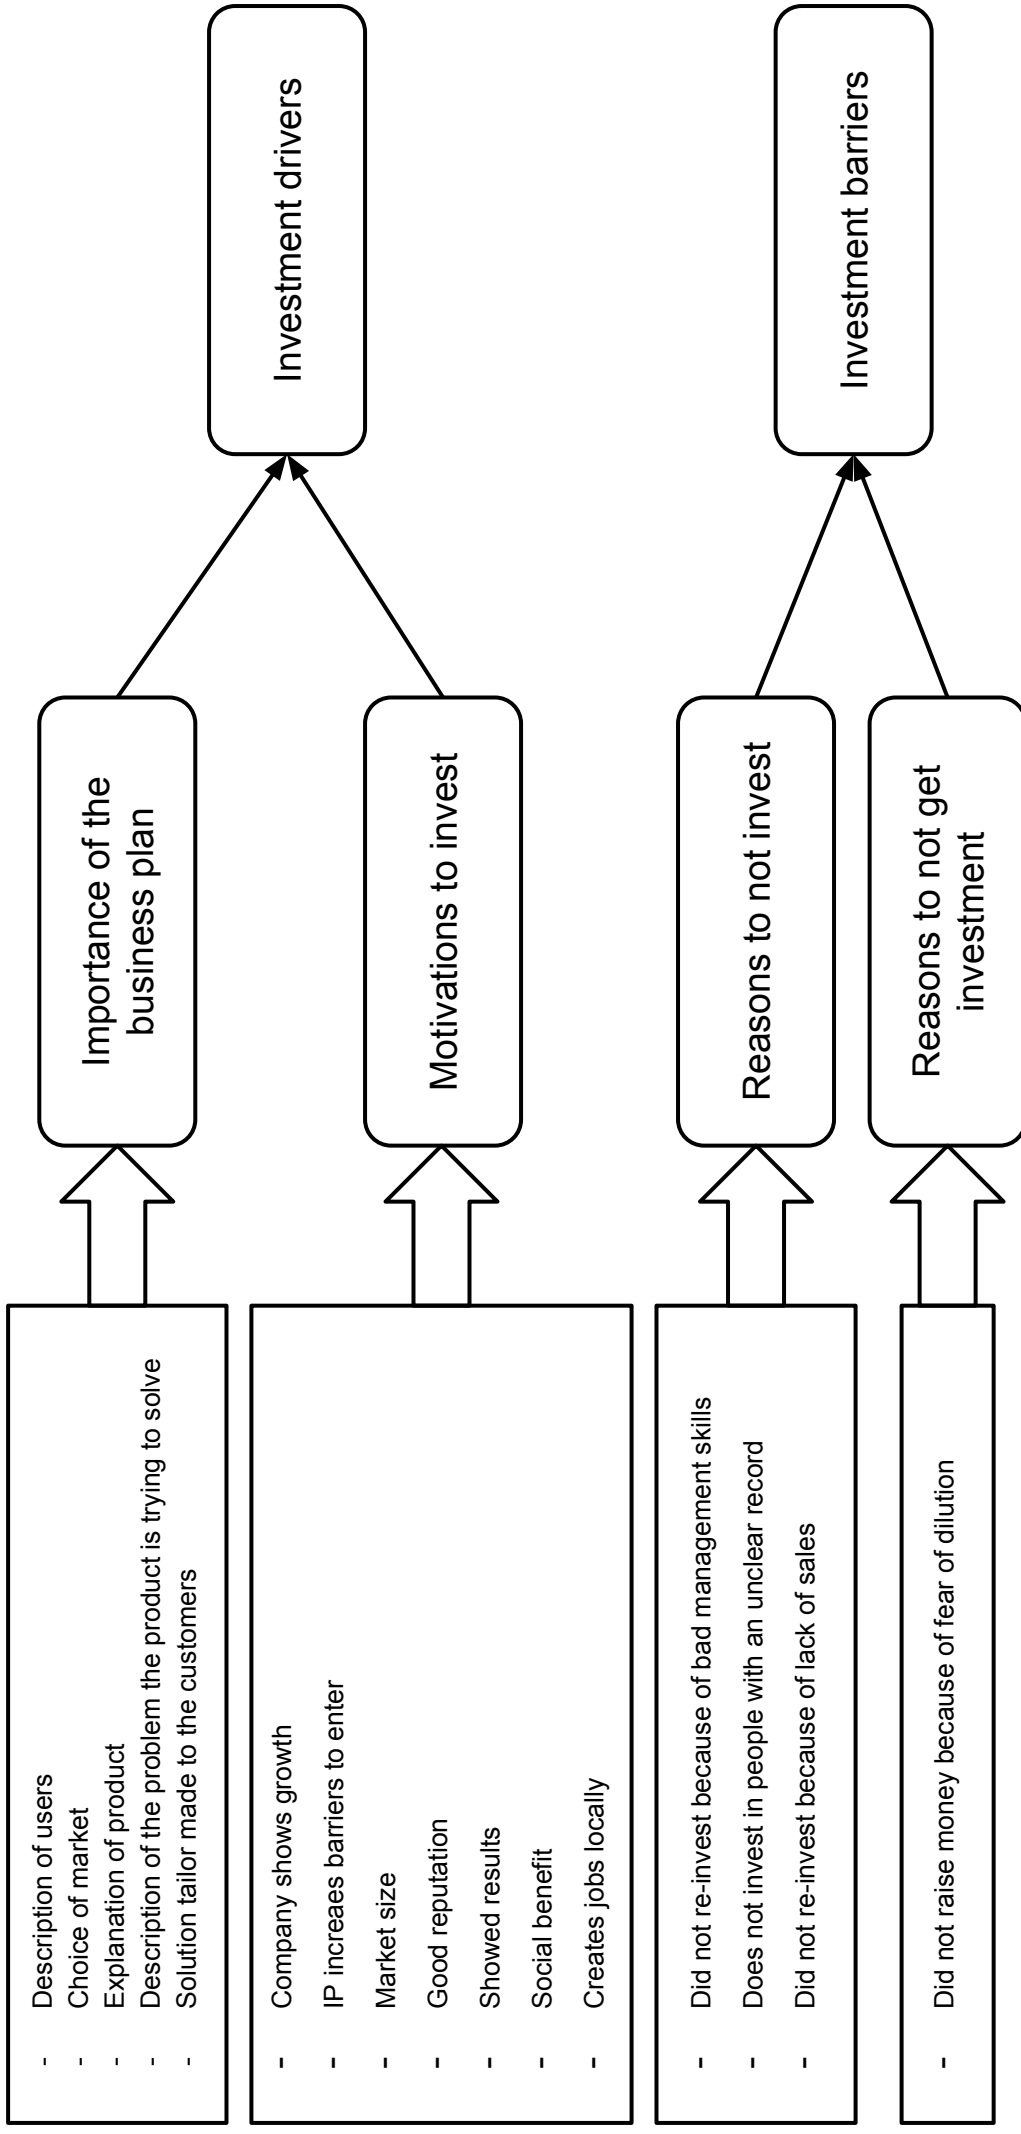 - Description of users
- Choice of market
- Explanation of product
- Description of the problem the product is trying to solve
- Solution tailor made to the customers
Importance of the
business plan
- Company shows growth
- IP increaes barriers to enter
- Market size
- Good reputation
- Showed results
- Social benefit
- Creates jobs locally
Motivations to invest
Investment drivers
- Did not re-invest because of bad management skills
- Does not invest in people with an unclear record
- Did not re-invest because of lack of sales
Reasons to not invest
- Did not raise money because of fear of dilution
Reasons to not get
investment
Investment barriers